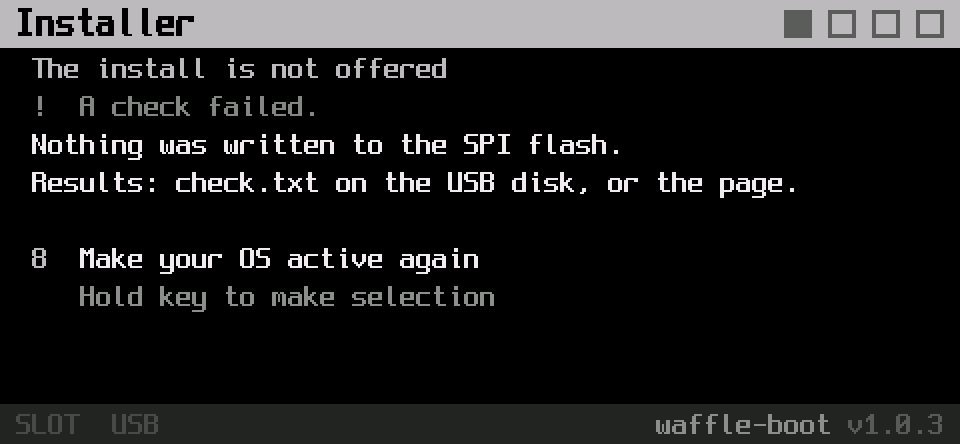 Installer
The install is not offered
! A check failed.
Nothing was written to the SPI flash.
Results: check.txt on the USB disk, or the page.
8 Make your OS active again
Hold key to make selection
SLOT USB waffle-boot v1.0.3